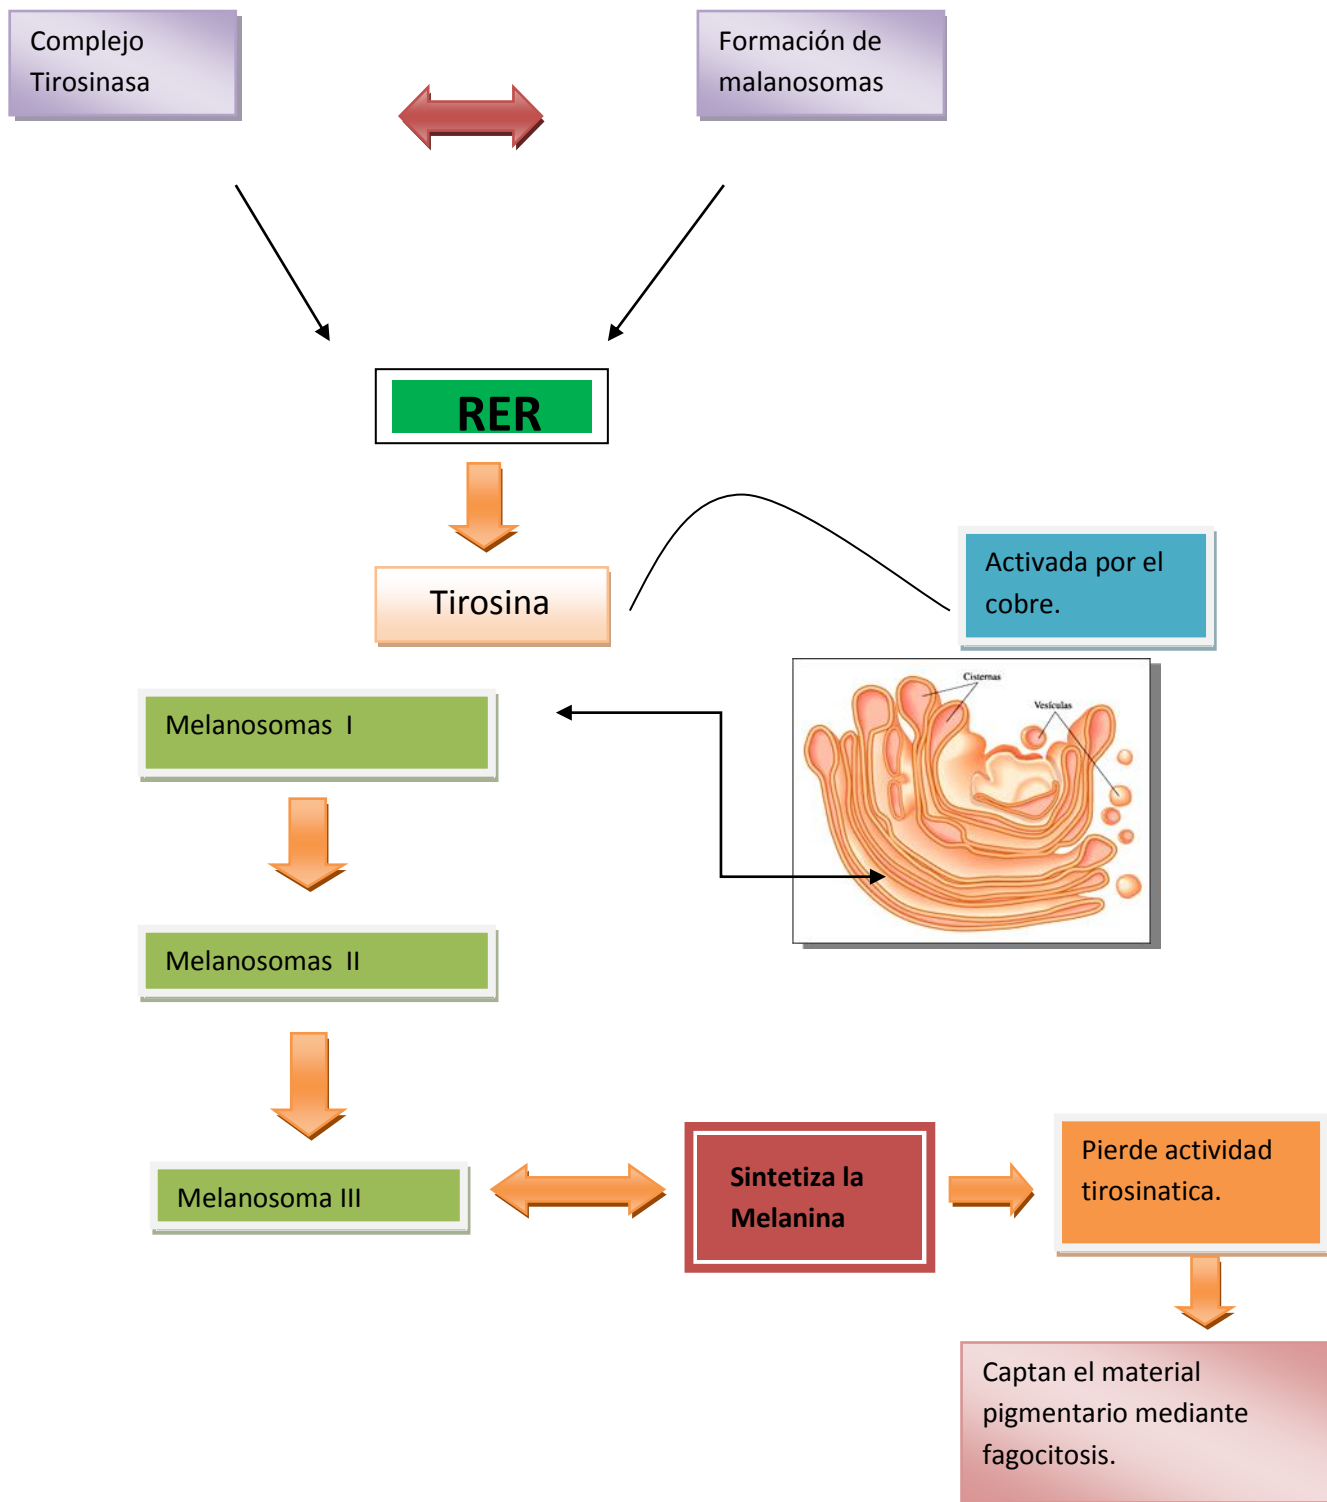 Complejo
Tirosinasa
Formación de
malanosomas
RER
Tirosina
Activada por el
cobre.
Cisternas
Vesículas
Melanosomas I
Melanosomas II
Melanosoma III
Sintetiza la
Melanina
Pierde actividad
tirosinatica.
Captan el material
pigmentario mediante
fagocitosis.